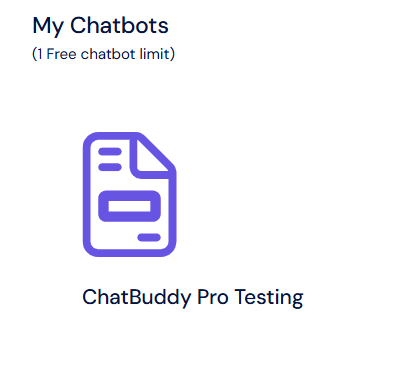 My Chatbots
(1 Free chatbot limit)
ChatBuddy Pro Testing